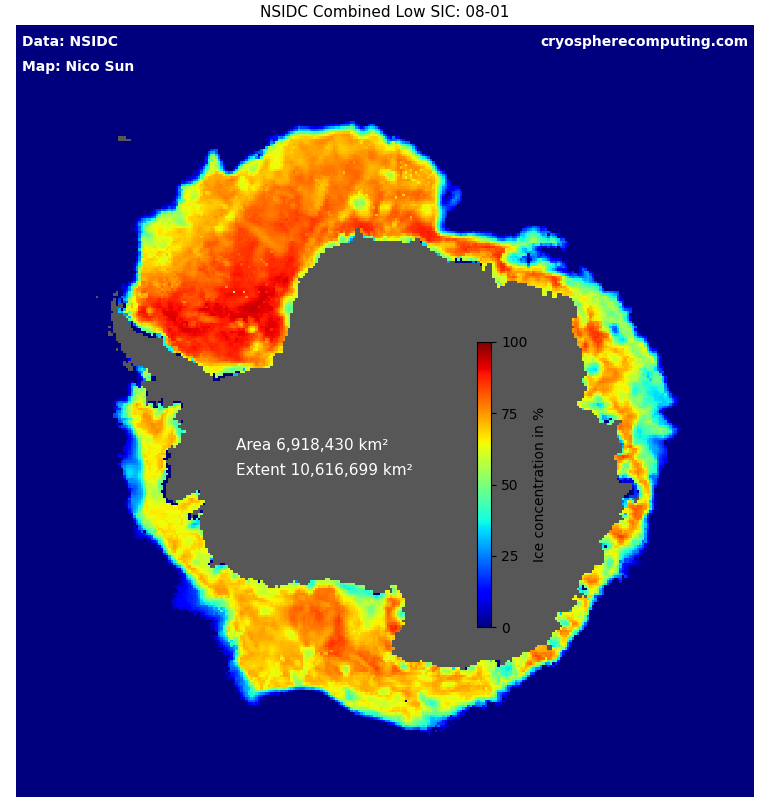 NSIDC Combined Low SIC: 08-01
Data: NSIDC
cryospherecomputing.com
Map: Nico Sun
Area 6,918,430 km²
Extent 10,616,699 km²
100
75
50
25
0
Ice concentration in %